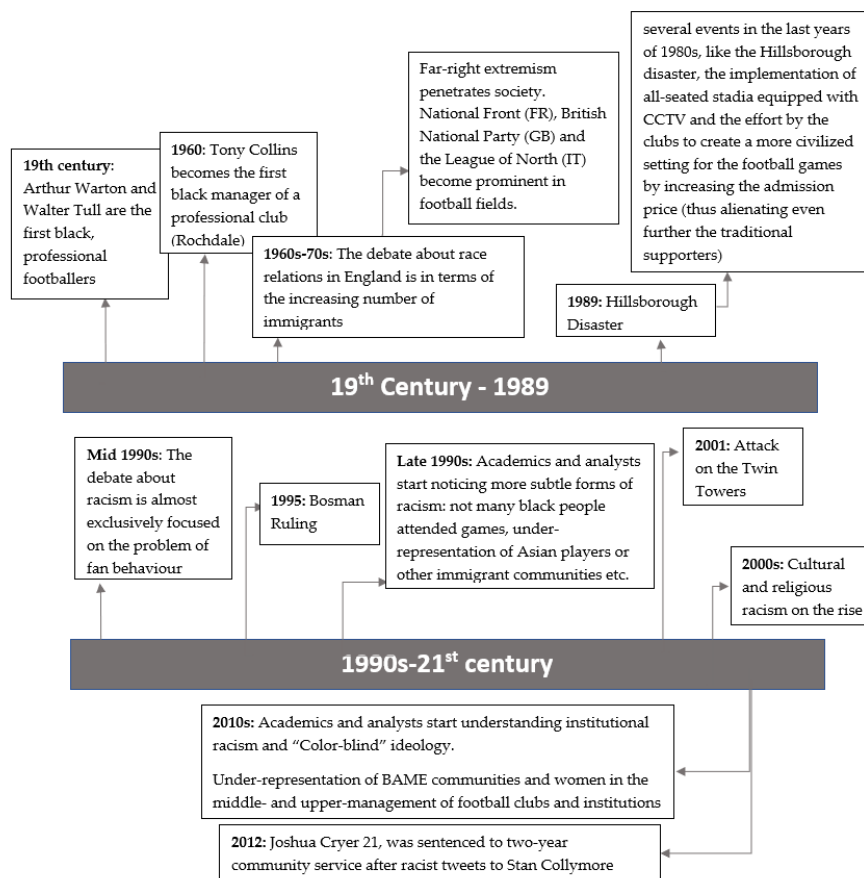 19th century:
Arthur Warton and
Walter Tull are the
first black,
professional
footballers
1960: Tony Collins
becomes the first
black manager of a
professional club
(Rochdale)
1960s-70s: The debate about race
relations in England is in terms of
the increasing number of
immigrants
Far-right extremism
penetrates society.
National Front (FR), British
National Party (GB) and
the League of North (IT)
become prominent in
football fields.
1989: Hillsborough
Disaster
several events in the last years
of 1980s, like the Hillsborough
disaster, the implementation of
all-seated stadia equipped with
CCTV and the effort by the
clubs to create a more civilized
setting for the football games
by increasing the admission
price (thus alienating even
further the traditional
supporters)
19th Century - 1989
Mid 1990s: The
debate about
racism is almost
exclusively focused
on the problem of
fan behaviour
1995: Bosman
Ruling
Late 1990s: Academics and analysts
start noticing more subtle forms of
racism: not many black people
attended games, under-
representation of Asian players or
other immigrant communities etc.
2001: Attack
on the Twin
Towers
2000s: Cultural
and religious
racism on the rise
1990s-21st century
2010s: Academics and analysts start understanding institutional
racism and “Color-blind” ideology.
Under-representation of BAME communities and women in the
middle- and upper-management of football clubs and institutions
2012: Joshua Cryer 21, was sentenced to two-year
community service after racist tweets to Stan Collymore